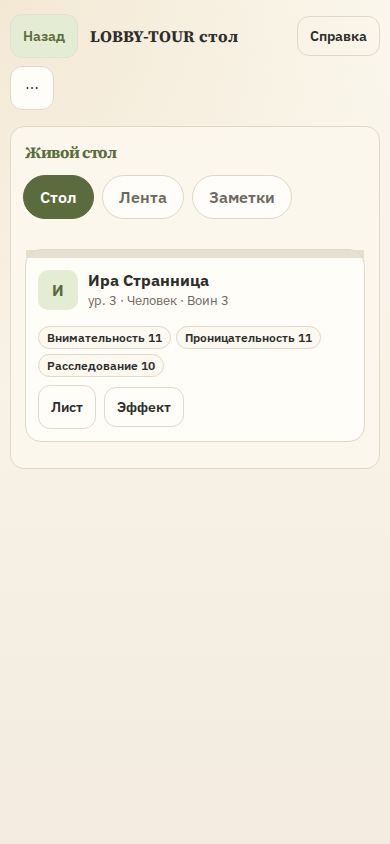 Назад LOBBY-TOUR стол Справка
...
Живой стол
Стол Лента Заметки
И Ира Странница
ур. 3 · Человек · Воин 3
Внимательность 11 Проницательность 11
Расследование 10
Лист Эффект